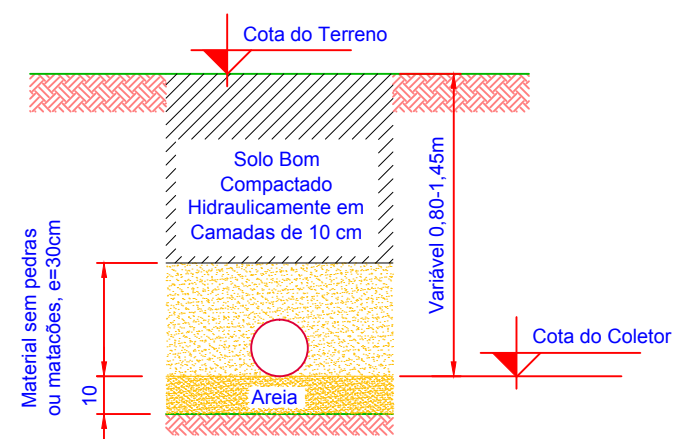 Cota do Terreno
Solo Bom
Compactado
Hidraulicamente em
Camadas de 10 cm
Variável 0,80-1,45m
Material sem pedras
ou matacões, e=30cm
Cota do Coletor
10
Areia